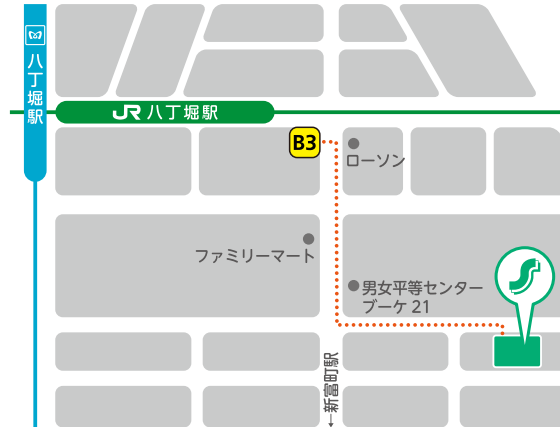 八丁堀駅
JR 八丁堀駅
B3
ローソン
ファミリーマート
男女平等センター
ブーケ 21
←新富町駅